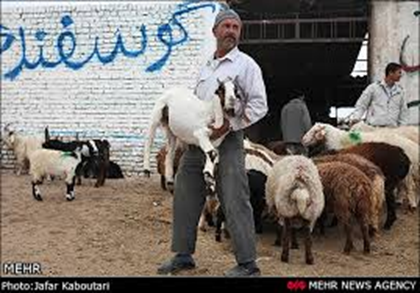 گوسفند
MEHR
MEHR NEWS AGENCY
Photo: Jafar Kaboutari